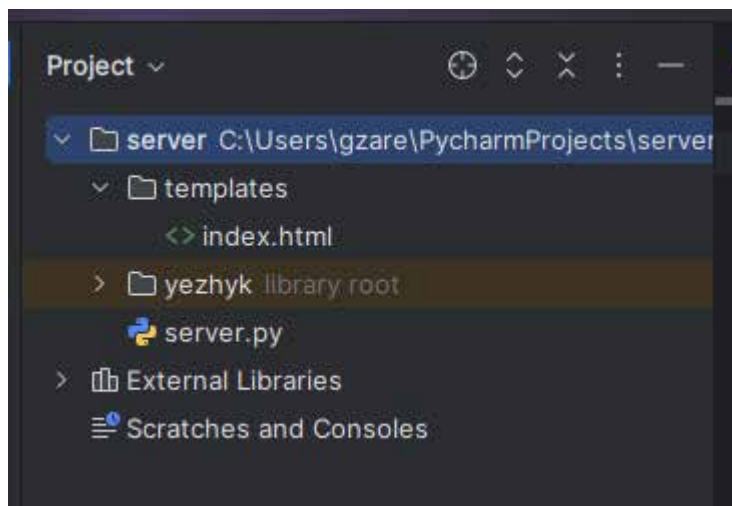 Project
server C:\Users\gzare\PycharmProjects\server
templates
index.html
yezhyk library root
server.py
External Libraries
Scratches and Consoles